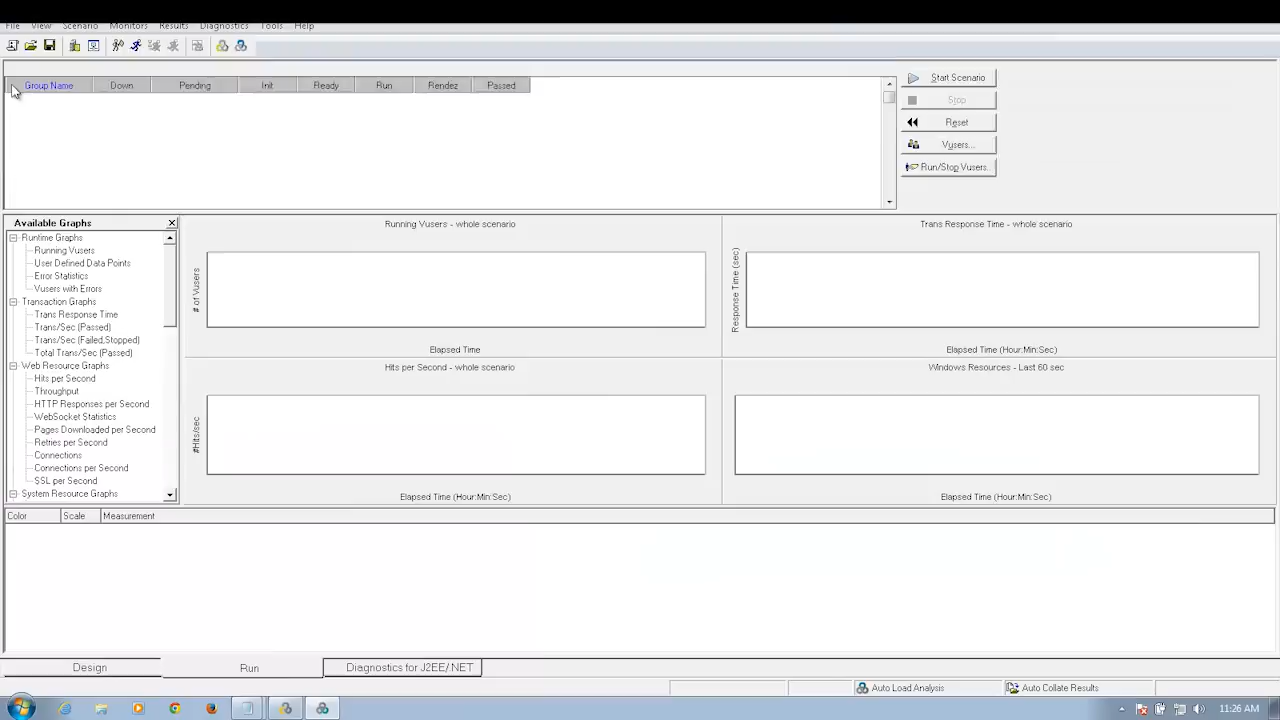 File View Scenario Monitors Results Diagnostics Tools Help
Group Name Down Pending Init Ready Run Rendez Passed
Start Scenario
Stop
Reset
Vusers...
Run/Stop Vusers..
Available Graphs
Runtime Graphs
Running Vusers
User Defined Data Points
Error Statistics
Vusers with Errors
Transaction Graphs
Trans Response Time
Trans/Sec (Passed)
Trans/Sec (Failed,Stopped)
Total Trans/Sec (Passed)
Web Resource Graphs
Hits per Second
Throughput
HTTP Responses per Second
WebSocket Statistics
Pages Downloaded per Second
Retries per Second
Connections
Connections per Second
SSL per Second
System Resource Graphs
Running Vusers - whole scenario
# of Vusers
Elapsed Time
Trans Response Time - whole scenario
Response Time (sec)
Elapsed Time (Hour:Min:Sec)
Hits per Second - whole scenario
#Hits/sec
Elapsed Time (Hour:Min:Sec)
Windows Resources - Last 60 sec
Elapsed Time (Hour:Min:Sec)
Color Scale Measurement
Design Run Diagnostics for J2EE/.NET
Auto Load Analysis Auto Collate Results
11:26 AM